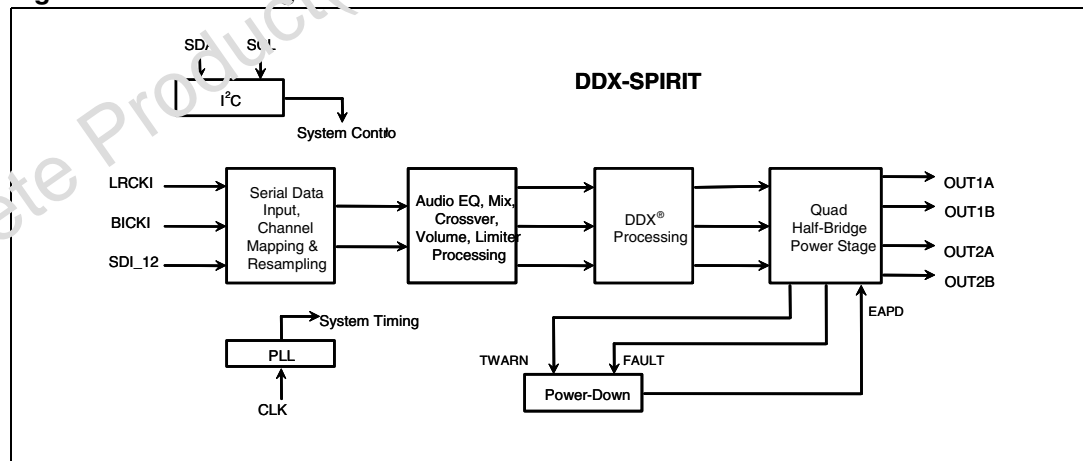 SCL
DDX-SPIRIT
I²C
System Contro
LRCKI
BICKI
SDI_12
Serial Data
Input,
Channel
Mapping &
Resampling
Audio EQ, Mix,
Crossver,
Volume, Limiter
Processing
DDX®
Processing
Quad
Half-Bridge
Power Stage
OUT1A
OUT1B
OUT2A
OUT2B
EAPD
System Timing
PLL
CLK
TWARN
FAULT
Power-Down